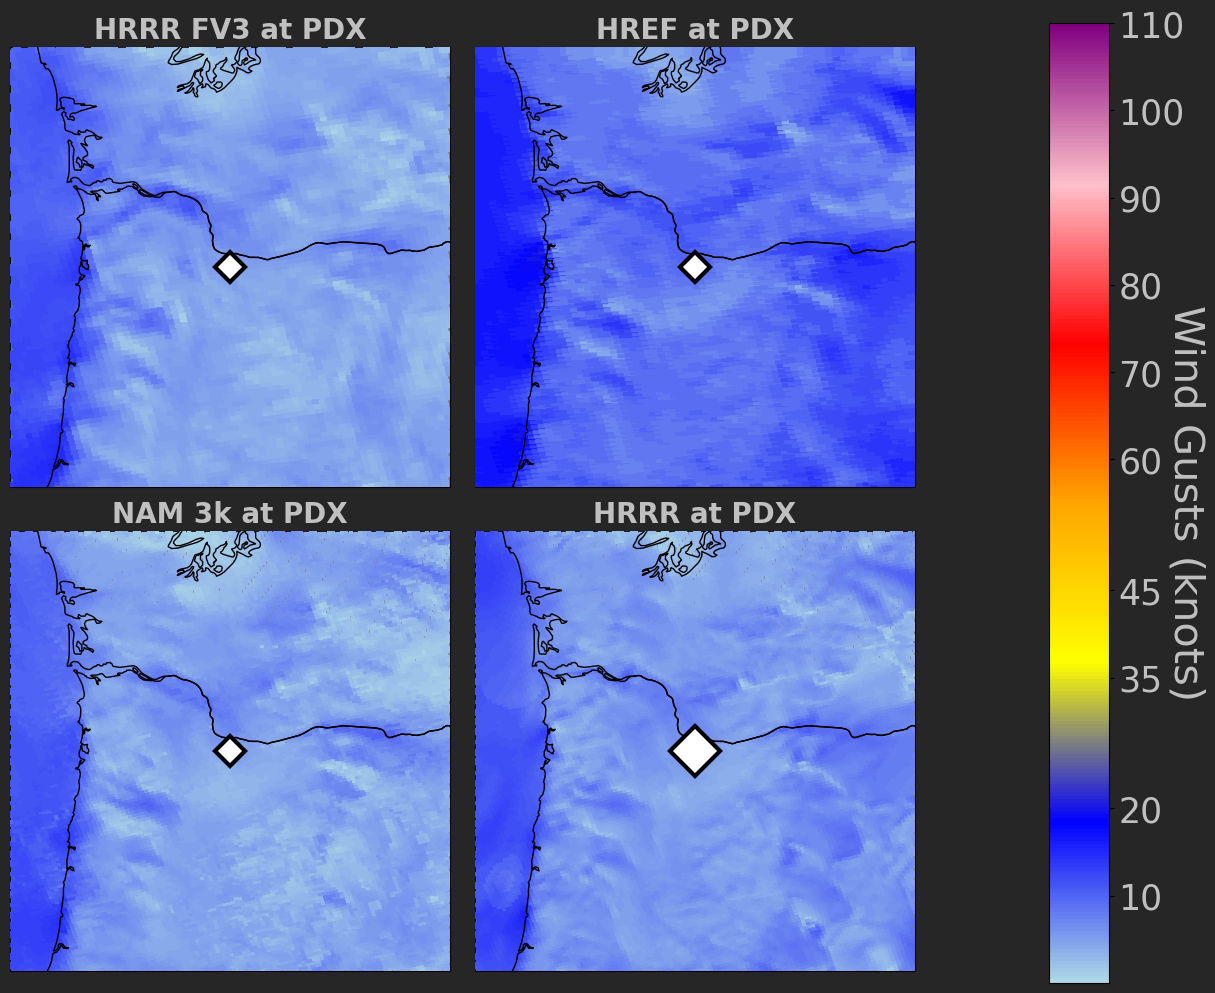 HRRR FV3 at PDX
HREF at PDX
NAM 3k at PDX
HRRR at PDX
110
100
90
80
70
60
45
35
20
10
Wind Gusts (knots)